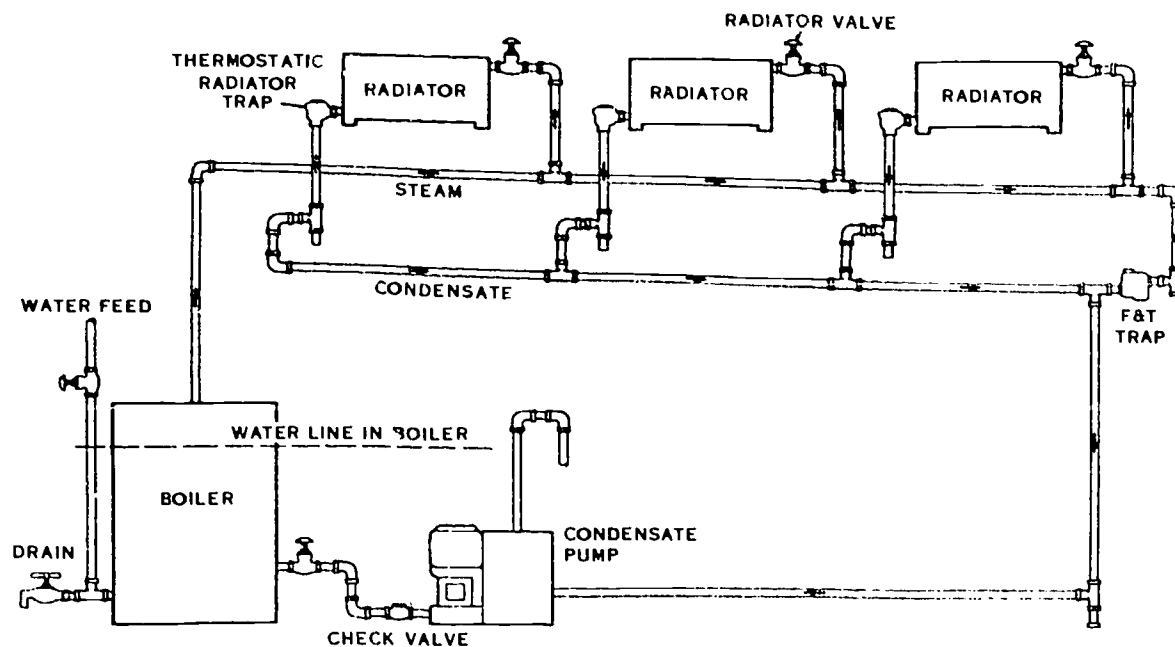 RADIATOR VALVE
THERMOSTATIC
RADIATOR
TRAP
RADIATOR
RADIATOR
RADIATOR
STEAM
CONDENSATE
WATER FEED
F&T
TRAP
WATER LINE IN BOILER
BOILER
CONDENSATE
PUMP
DRAIN
CHECK VALVE